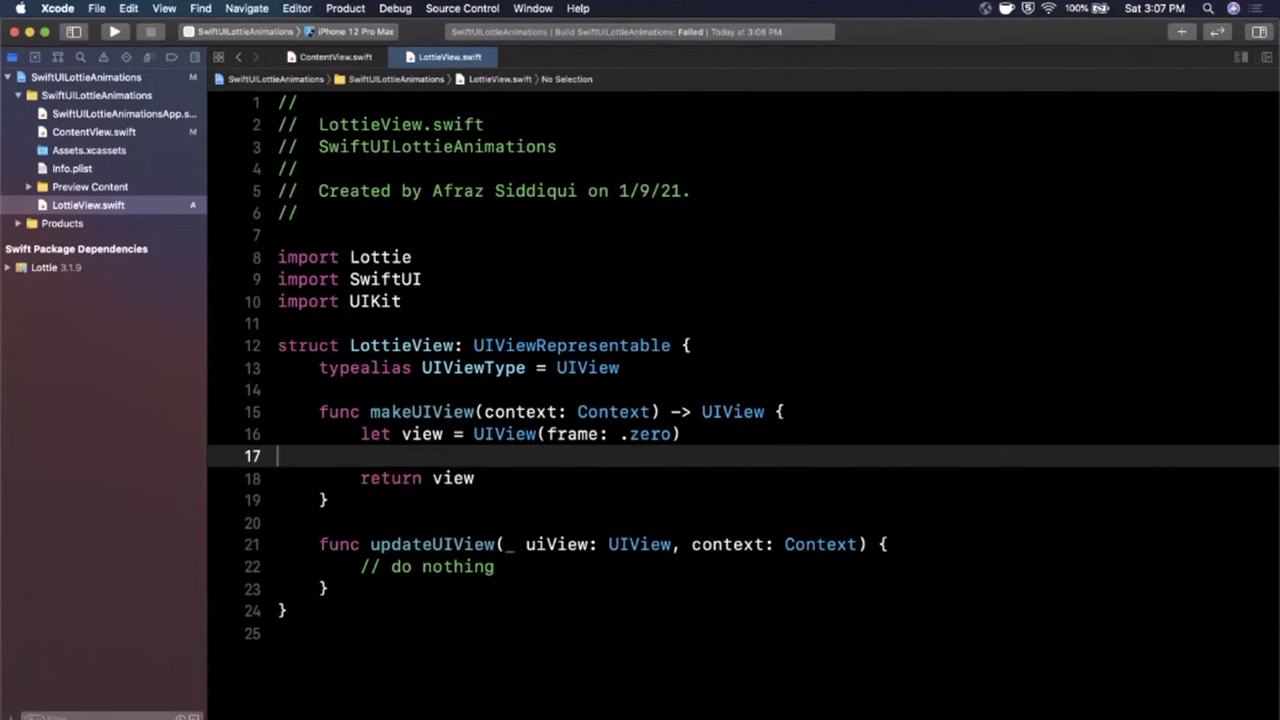 Xcode File Edit View Find Navigate Editor Product Debug Source Control Window Help 100% Sat 3:07 PM
SwiftUILottieAnimations iPhone 12 Pro Max SwiftUILottieAnimations | Build SwiftUILottieAnimations: Failed | Today at 3:06 PM
ContentView.swift LottieView.swift
SwiftUILottieAnimations SwiftUILottieAnimations LottieView.swift No Selection
SwiftUILottieAnimations M
SwiftUILottieAnimations
SwiftUILottieAnimationsApp.s...
ContentView.swift M
Assets.xcassets
Info.plist
Preview Content
LottieView.swift A
Products
Swift Package Dependencies
Lottie 3.1.9
1 //
2 // LottieView.swift
3 // SwiftUILottieAnimations
4 //
5 // Created by Afraz Siddiqui on 1/9/21.
6 //
7
8 import Lottie
9 import SwiftUI
10 import UIKit
11
12 struct LottieView: UIViewRepresentable {
13 typealias UIViewType = UIView
14
15 func makeUIView(context: Context) -> UIView {
16 let view = UIView(frame: .zero)
17
18 return view
19 }
20
21 func updateUIView(_ uiView: UIView, context: Context) {
22 // do nothing
23 }
24 }
25